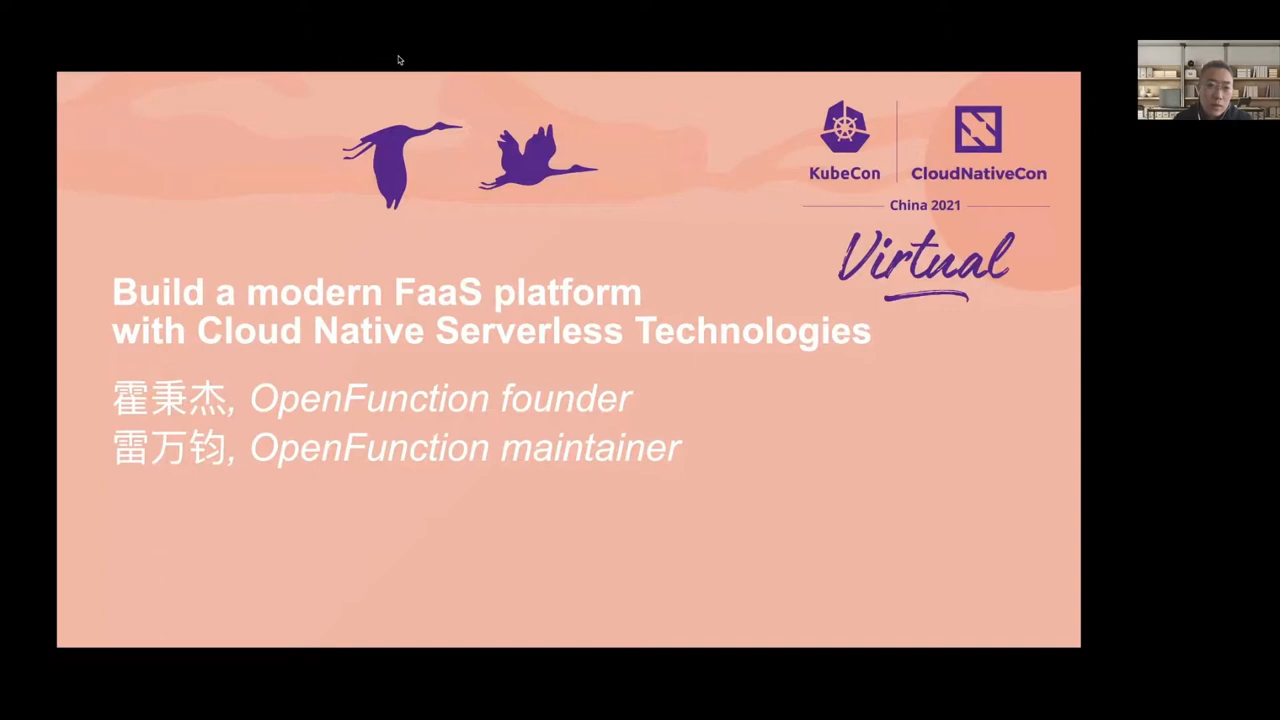 KubeCon
CloudNativeCon
China 2021
Virtual
Build a modern FaaS platform
with Cloud Native Serverless Technologies
霍秉杰, OpenFunction founder
雷万钧, OpenFunction maintainer